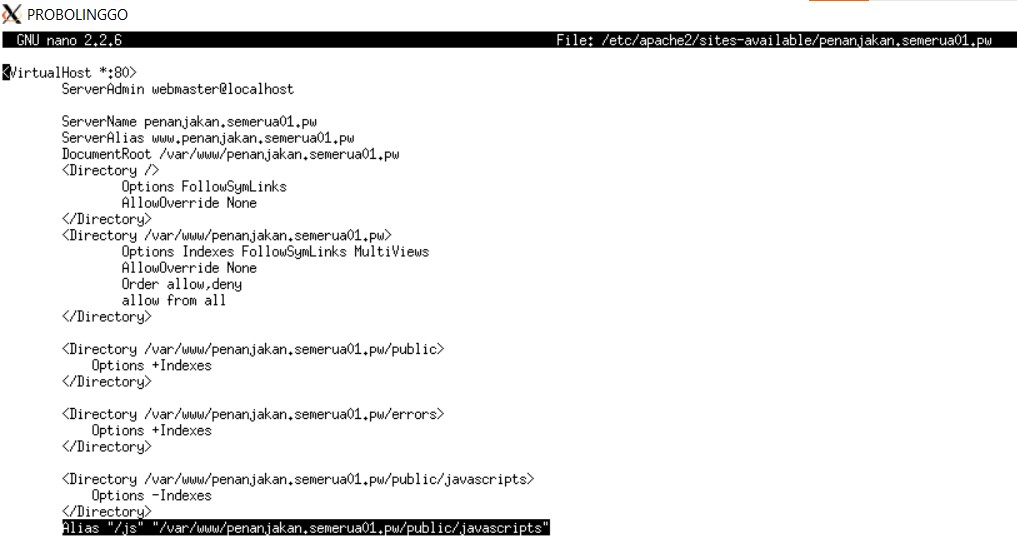 PROBOLINGGO
GNU nano 2.2.6 File: /etc/apache2/sites-available/penanjakan.semerua01.pw
<VirtualHost *:80>
ServerAdmin webmaster@localhost
ServerName penanjakan.semerua01.pw
ServerAlias www.penanjakan.semerua01.pw
DocumentRoot /var/www/penanjakan.semerua01.pw
<Directory />
Options FollowSymLinks
AllowOverride None
</Directory>
<Directory /var/www/penanjakan.semerua01.pw>
Options Indexes FollowSymLinks MultiViews
AllowOverride None
Order allow,deny
allow from all
</Directory>
<Directory /var/www/penanjakan.semerua01.pw/public>
Options +Indexes
</Directory>
<Directory /var/www/penanjakan.semerua01.pw/errors>
Options +Indexes
</Directory>
<Directory /var/www/penanjakan.semerua01.pw/public/javascripts>
Options -Indexes
</Directory>
Alias "/js" "/var/www/penanjakan.semerua01.pw/public/javascripts"